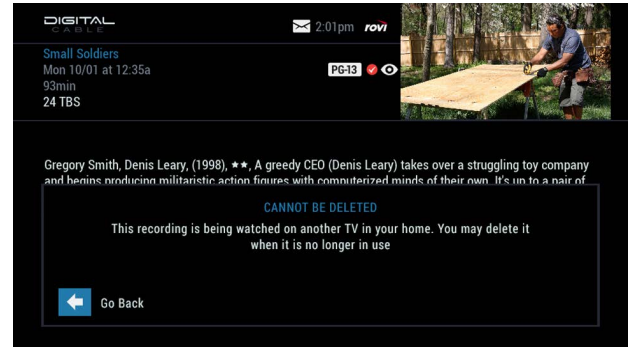 DIGITAL
CABLE
2:01pm rovi
Small Soldiers
Mon 10/01 at 12:35a
PG-13
93min
24 TBS
Gregory Smith, Denis Leary, (1998), ★★, A greedy CEO (Denis Leary) takes over a struggling toy company
and begins producing militaristic action figures with computerized minds of their own. It's up to a pair of
CANNOT BE DELETED
This recording is being watched on another TV in your home. You may delete it
when it is no longer in use
Go Back